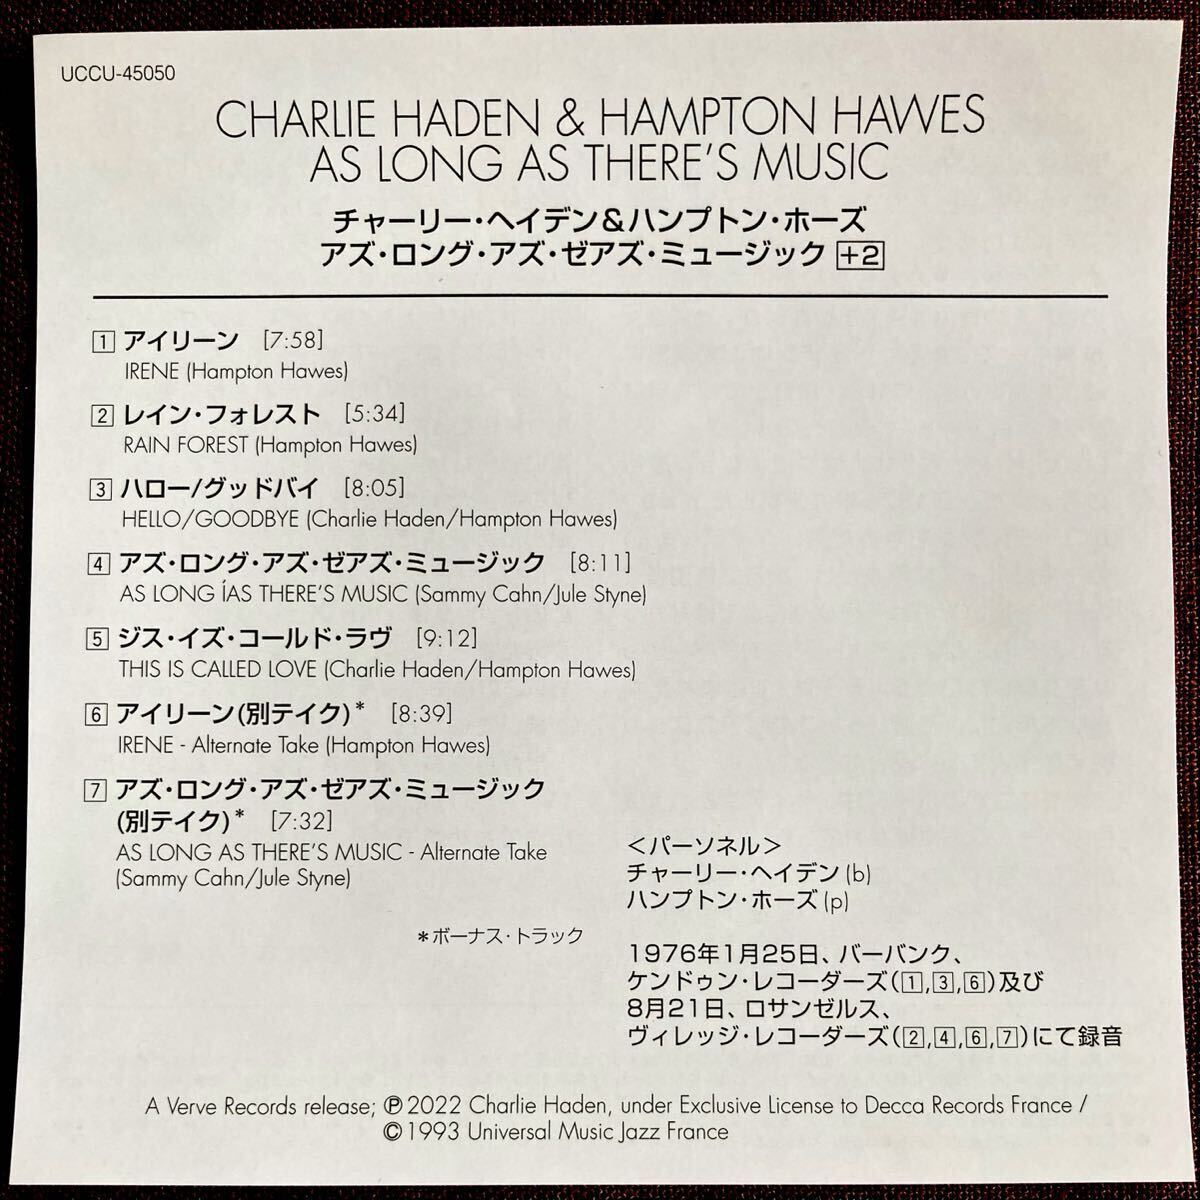 UCCU-45050
CHARLIE HADEN & HAMPTON HAWES
AS LONG AS THERE'S MUSIC
チャーリー・ヘイデン&ハンプトン・ホーズ
アズ・ロング・アズ・ゼアズ・ミュージック +2
1 アイリーン [7:58]
IRENE (Hampton Hawes)
2 レイン・フォレスト [5:34]
RAIN FOREST (Hampton Hawes)
3 ハロー/グッドバイ [8:05]
HELLO/GOODBYE (Charlie Haden/Hampton Hawes)
4 アズ・ロング・アズ・ゼアズ・ミュージック [8:11]
AS LONG ÍAS THERE'S MUSIC (Sammy Cahn/Jule Styne)
5 ジス・イズ・コールド・ラヴ [9:12]
THIS IS CALLED LOVE (Charlie Haden/Hampton Hawes)
6 アイリーン(別テイク)* [8:39]
IRENE - Alternate Take (Hampton Hawes)
7 アズ・ロング・アズ・ゼアズ・ミュージック
(別テイク)* [7:32]
AS LONG AS THERE'S MUSIC - Alternate Take
(Sammy Cahn/Jule Styne)
*ボーナス・トラック
<パーソネル>
チャーリー・ヘイデン(b)
ハンプトン・ホーズ(p)
1976年1月25日、バーバンク、
ケンドゥン・レコーダーズ(1,3,6)及び
8月21日、ロサンゼルス、
ヴィレッジ・レコーダーズ(2,4,6,7)にて録音
A Verve Records release; ℗2022 Charlie Haden, under Exclusive License to Decca Records France /
©1993 Universal Music Jazz France